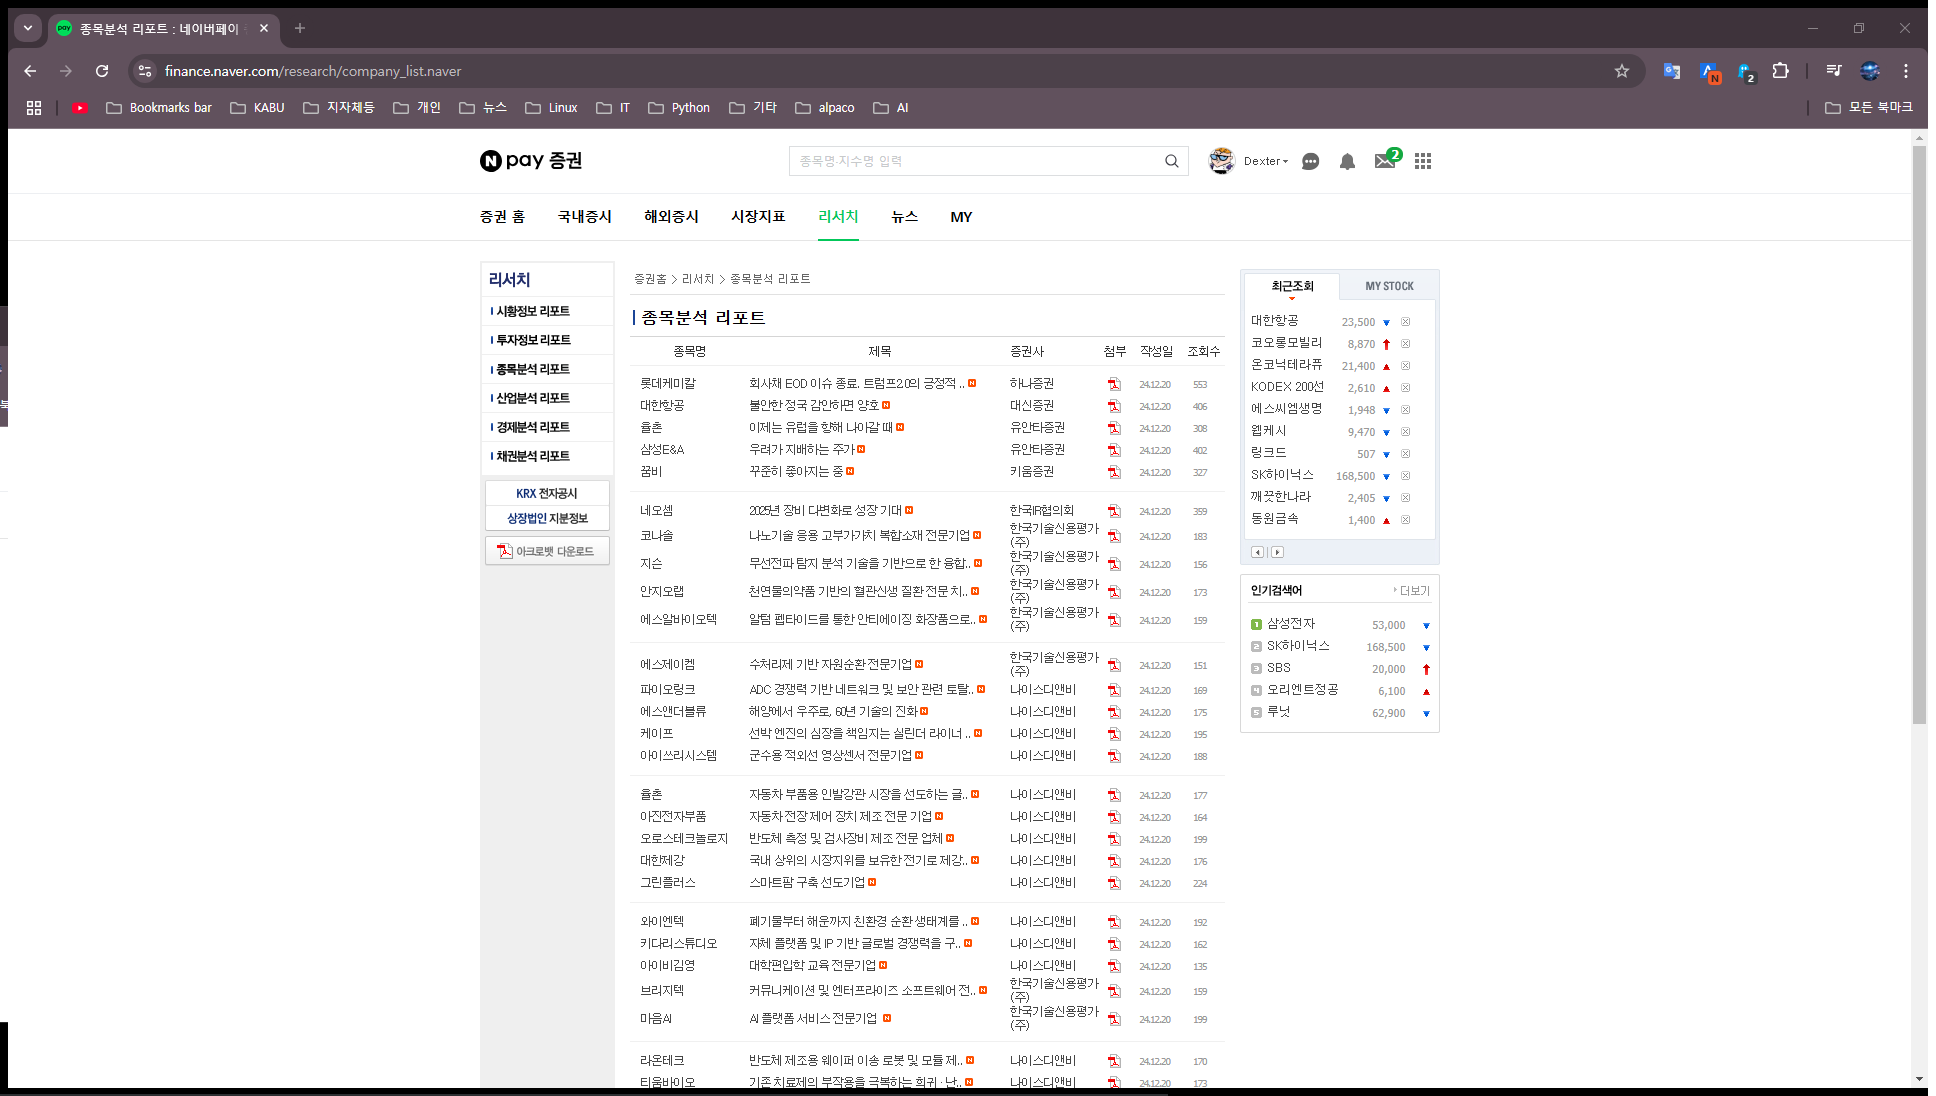 종목분석 리포트 : 네이버페이
finance.naver.com/research/company_list.naver
N
2
Bookmarks bar KABU 지자체등 개인 뉴스 Linux IT Python 기타 alpaco AI 모든 북마크
N pay 증권
종목명·지수명 입력
Dexter
2
증권 홈 국내증시 해외증시 시장지표 리서치 뉴스 MY
리서치
시황정보 리포트
투자정보 리포트
종목분석 리포트
산업분석 리포트
경제분석 리포트
채권분석 리포트
KRX 전자공시
상장법인 지분정보
아크로뱃 다운로드
증권홈 > 리서치 > 종목분석 리포트
종목분석 리포트
종목명 제목 증권사 첨부 작성일 조회수
롯데케미칼 회사채 EOD 이슈 종료. 트럼프2.0의 긍정적 .. 하나증권 24.12.20 553
대한항공 불안한 정국 감안하면 양호 대신증권 24.12.20 406
율촌 이제는 유럽을 향해 나아갈 때 유안타증권 24.12.20 308
삼성E&A 우려가 지배하는 주가 유안타증권 24.12.20 402
꿈비 꾸준히 좋아지는 중 키움증권 24.12.20 327
네오셈 2025년 장비 다변화로 성장 기대 한국IR협의회 24.12.20 359
코나솔 나노기술 응용 고부가가치 복합소재 전문기업 한국기술신용평가(주) 24.12.20 183
지슨 무선전파 탐지 분석 기술을 기반으로 한 융합.. 한국기술신용평가(주) 24.12.20 156
안지오랩 천연물의약품 기반의 혈관신생 질환 전문 치.. 한국기술신용평가(주) 24.12.20 173
에스알바이오텍 알텀 펩타이드를 통한 안티에이징 화장품으로.. 한국기술신용평가(주) 24.12.20 159
에스제이켐 수처리제 기반 자원순환 전문기업 한국기술신용평가(주) 24.12.20 151
파이오링크 ADC 경쟁력 기반 네트워크 및 보안 관련 토탈.. 나이스디앤비 24.12.20 169
에스앤더블류 해양에서 우주로, 60년 기술의 진화 나이스디앤비 24.12.20 175
케이프 선박 엔진의 심장을 책임지는 실린더 라이너 .. 나이스디앤비 24.12.20 195
아이쓰리시스템 군수용 적외선 영상센서 전문기업 나이스디앤비 24.12.20 188
율촌 자동차 부품용 인발강관 시장을 선도하는 글.. 나이스디앤비 24.12.20 177
아진전자부품 자동차 전장 제어 장치 제조 전문 기업 나이스디앤비 24.12.20 164
오로스테크놀로지 반도체 측정 및 검사장비 제조 전문 업체 나이스디앤비 24.12.20 199
대한제강 국내 상위의 시장지위를 보유한 전기로 제강.. 나이스디앤비 24.12.20 176
그린플러스 스마트팜 구축 선도기업 나이스디앤비 24.12.20 224
와이엔텍 폐기물부터 해운까지 친환경 순환 생태계를 .. 나이스디앤비 24.12.20 192
키다리스튜디오 자체 플랫폼 및 IP 기반 글로벌 경쟁력을 구.. 나이스디앤비 24.12.20 162
아이비김영 대학편입학 교육 전문기업 나이스디앤비 24.12.20 135
브리지텍 커뮤니케이션 및 엔터프라이즈 소프트웨어 전.. 한국기술신용평가(주) 24.12.20 159
마음AI AI 플랫폼 서비스 전문기업 한국기술신용평가(주) 24.12.20 199
라온테크 반도체 제조용 웨이퍼 이송 로봇 및 모듈 제.. 나이스디앤비 24.12.20 170
티움바이오 기존 치료제의 부작용을 극복하는 희귀ㆍ난.. 나이스디앤비 24.12.20 173
최근조회 MY STOCK
대한항공 23,500
코오롱모빌리 8,870
온코닉테라퓨 21,400
KODEX 200선 2,610
에스씨엠생명 1,948
웹케시 9,470
링크드 507
SK하이닉스 168,500
깨끗한나라 2,405
동원금속 1,400
인기검색어 더보기
1 삼성전자 53,000
2 SK하이닉스 168,500
3 SBS 20,000
4 오리엔트정공 6,100
5 루닛 62,900